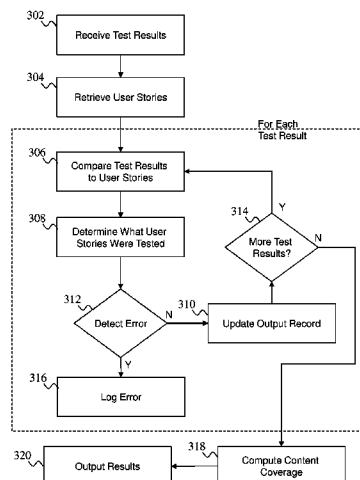 302
Receive Test Results
304
Retrieve User Stories
For Each
Test Result
306
Compare Test Results
to User Stories
308
Determine What User
Stories Were Tested
314
Y
N
More Test
Results?
312
Detect Error
N
310
Update Output Record
Y
316
Log Error
320
Output Results
318
Compute Content
Coverage